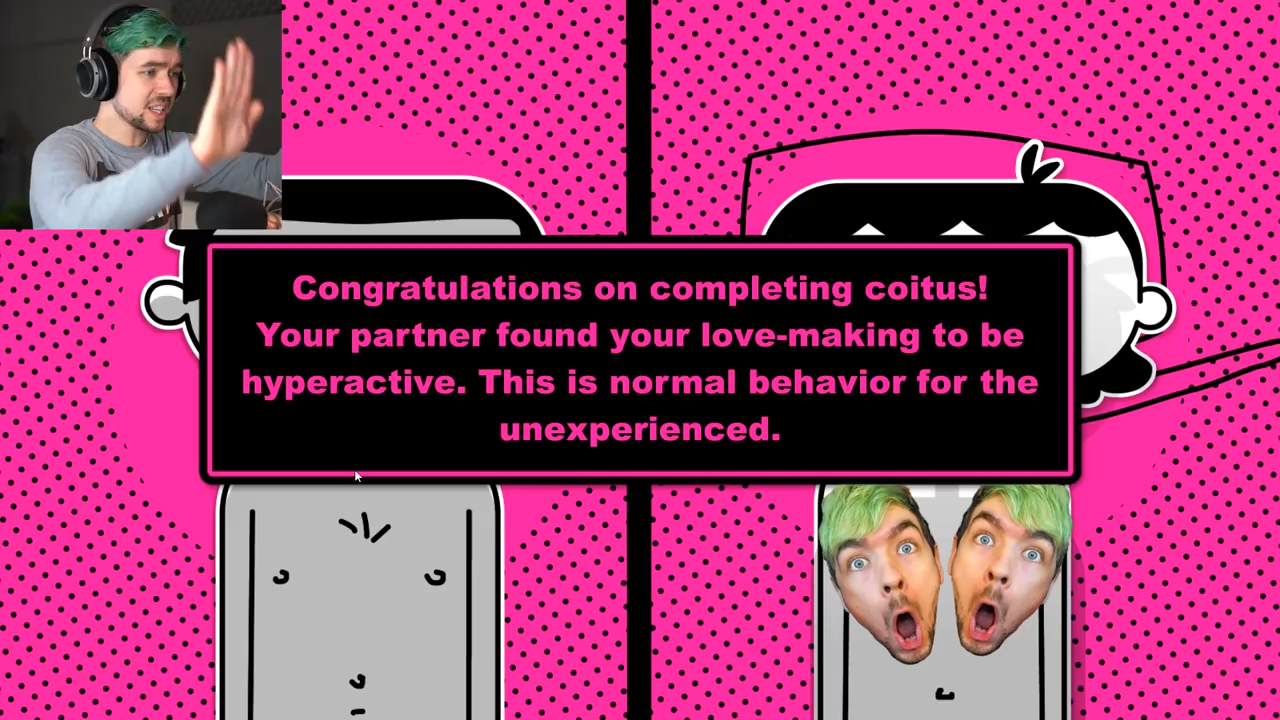 Congratulations on completing coitus!
Your partner found your love-making to be
hyperactive. This is normal behavior for the
unexperienced.